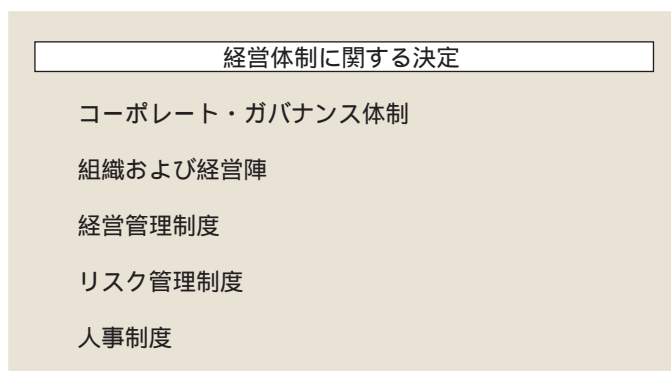 経営体制に関する決定
コーポレート・ガバナンス体制
組織および経営陣
経営管理制度
リスク管理制度
人事制度